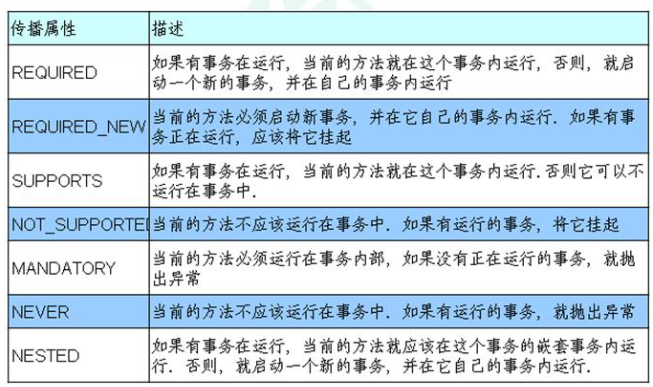 传播属性 描述
REQUIRED 如果有事务在运行, 当前的方法就在这个事务内运行, 否则, 就启
动一个新的事务, 并在自己的事务内运行
REQUIRED_NEW 当前的方法必须启动新事务, 并在它自己的事务内运行. 如果有事
务正在运行, 应该将它挂起
SUPPORTS 如果有事务在运行, 当前的方法就在这个事务内运行. 否则它可以不
运行在事务中.
NOT_SUPPORTED 当前的方法不应该运行在事务中. 如果有运行的事务, 将它挂起
MANDATORY 当前的方法必须运行在事务内部, 如果没有正在运行的事务, 就抛
出异常
NEVER 当前的方法不应该运行在事务中. 如果有运行的事务, 就抛出异常
NESTED 如果有事务在运行, 当前的方法就应该在这个事务的嵌套事务内运
行. 否则, 就启动一个新的事务, 并在它自己的事务内运行.